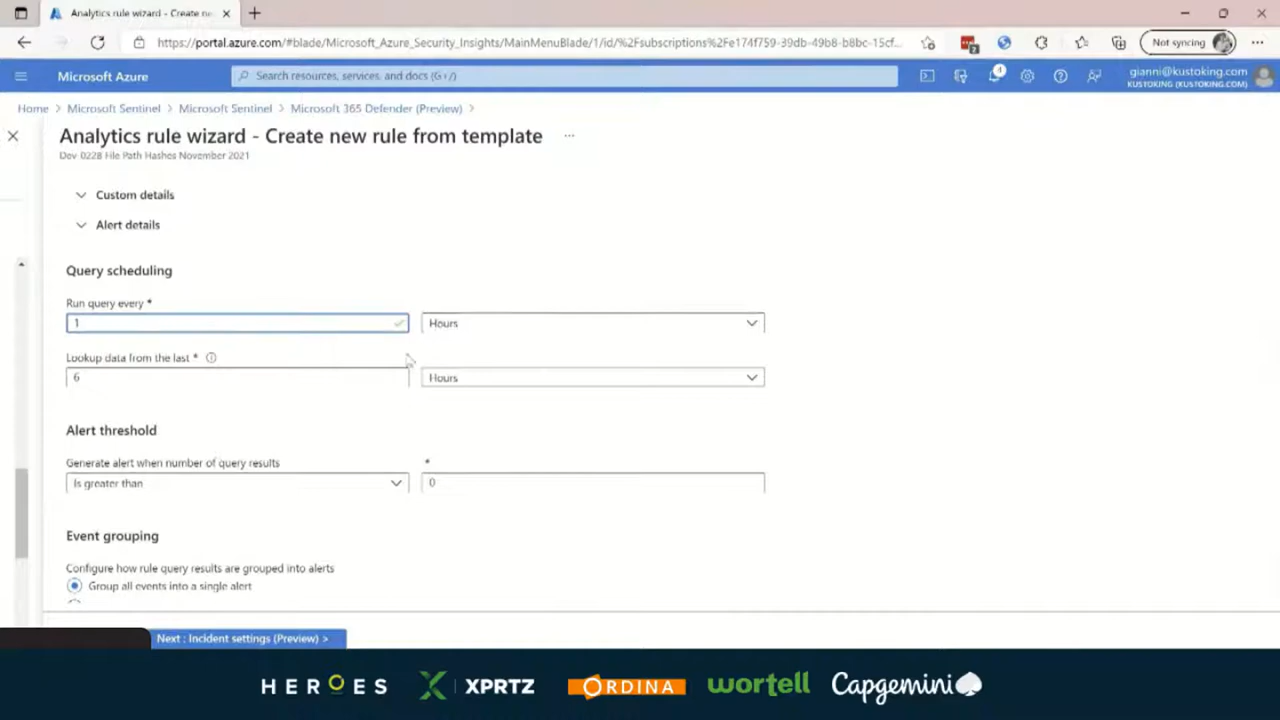 Analytics rule wizard - Create ne
https://portal.azure.com/#blade/Microsoft_Azure_Security_Insights/MainMenuBlade/1/id/%2Fsubscriptions%2Fe174f759-39db-49b8-b8bc-15cf...
2
Not syncing
Microsoft Azure
Search resources, services, and docs (G+/)
gianni@kustoking.com
KUSTOKING (KUSTOKING.COM)
Home > Microsoft Sentinel > Microsoft Sentinel > Microsoft 365 Defender (Preview) >
Analytics rule wizard - Create new rule from template ...
Dev-0228 File Path Hashes November 2021
Custom details
Alert details
Query scheduling
Run query every *
1
Hours
Lookup data from the last *
6
Hours
Alert threshold
Generate alert when number of query results *
Is greater than
0
Event grouping
Configure how rule query results are grouped into alerts
Group all events into a single alert
Next : Incident settings (Preview) >
HEROES XPRTZ ORDINA wortell Capgemini